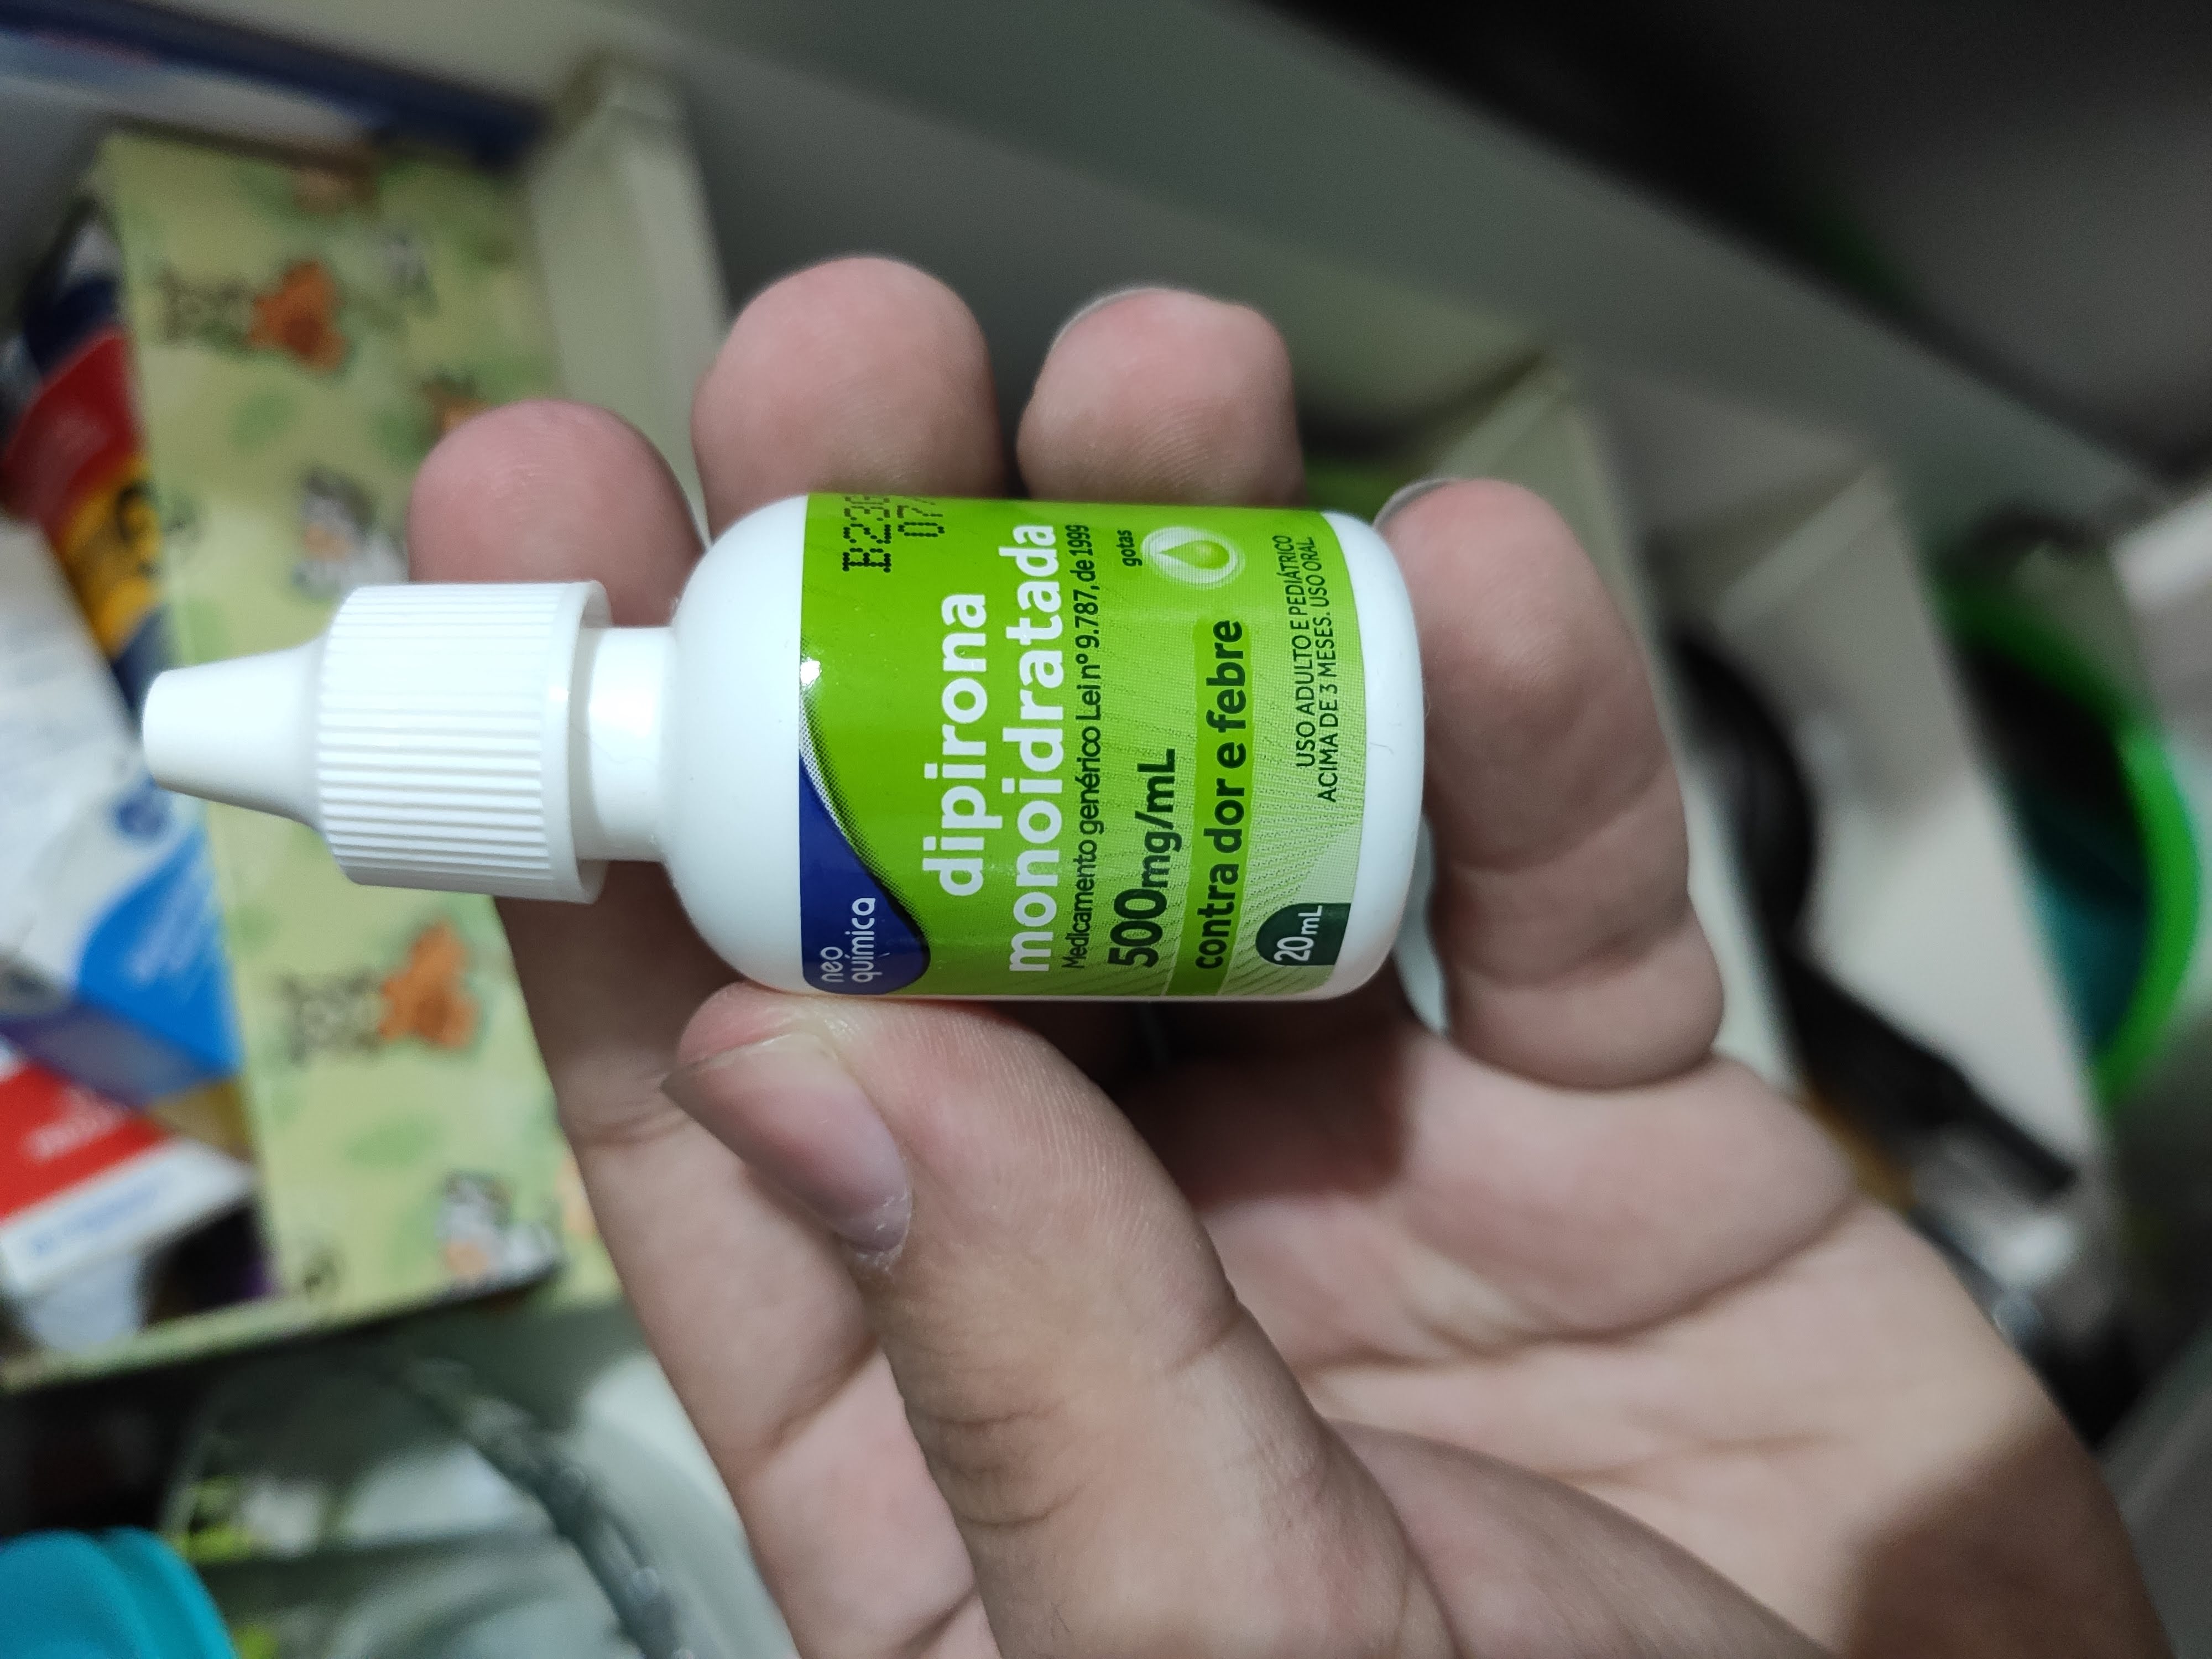 neo
química
B23
07/
dipirona
monoidratada
Medicamento genérico Lei nº 9.787, de 1999
500mg/mL
gotas
contra dor e febre
20mL
USO ADULTO E PEDIÁTRICO
ACIMA DE 3 MESES. USO ORAL.